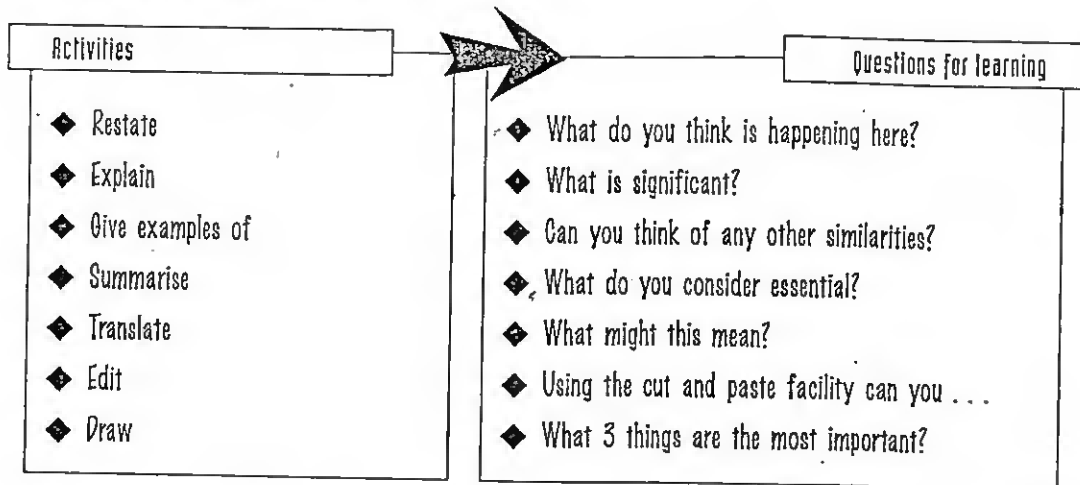 Activities
Restate
Explain
Give examples of
Summarise
Translate
Edit
Draw
Questions for learning
What do you think is happening here?
What is significant?
Can you think of any other similarities?
What do you consider essential?
What might this mean?
Using the cut and paste facility can you ...
What 3 things are the most important?